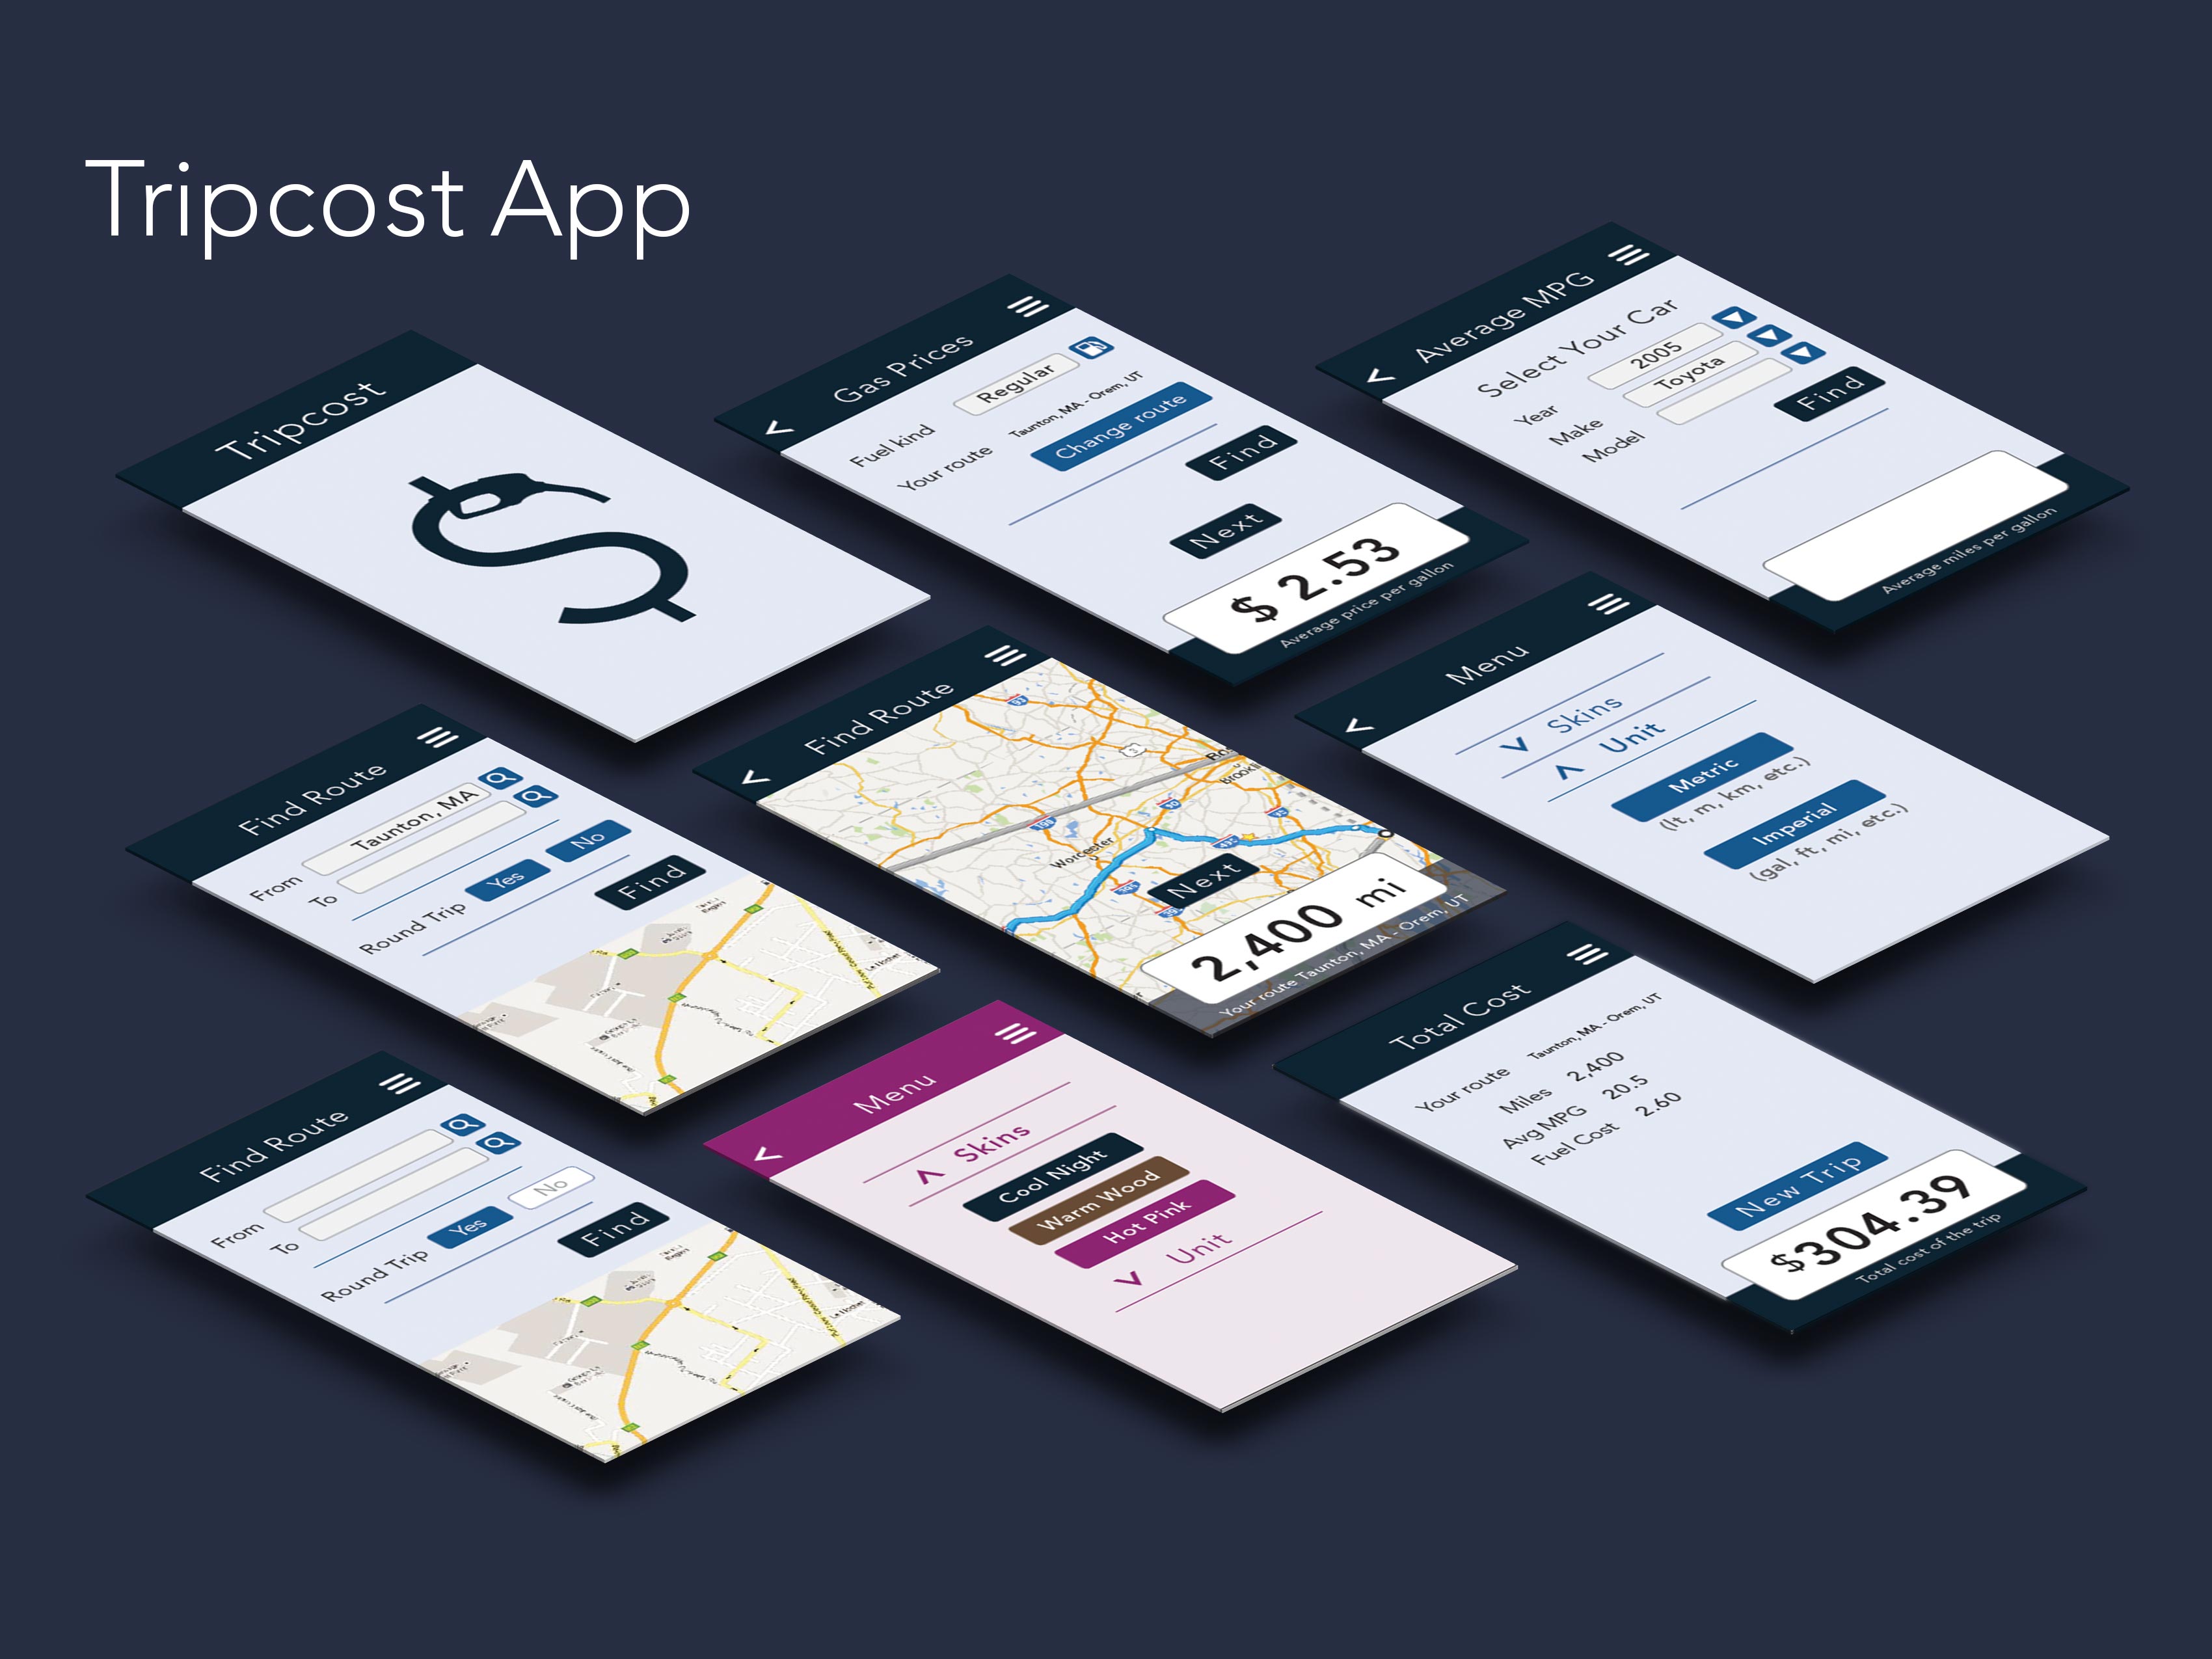 Tripcost App
Tripcost
Gas Prices
Fuel kind Regular
Your route Taunton, MA - Orem, UT
Change route
Find
Next
$ 2.53
Average price per gallon
Average MPG
Select Your Car
Year 2005
Make Toyota
Model
Find
Average miles per gallon
Find Route
From Taunton, MA
To
Round Trip Yes No
Find
Find Route
93
3
Worcester
Next
2,400 mi
Your route Taunton, MA - Orem, UT
Menu
Skins
Unit
Metric
(lt, m, km, etc.)
Imperial
(gal, ft, mi, etc.)
Find Route
From
To
Round Trip Yes No
Find
Menu
Skins
Cool Night
Warm Wood
Hot Pink
Unit
Total Cost
Your route Taunton, MA - Orem, UT
Miles 2,400
Avg MPG 20.5
Fuel Cost 2.60
New Trip
$304.39
Total cost of the trip